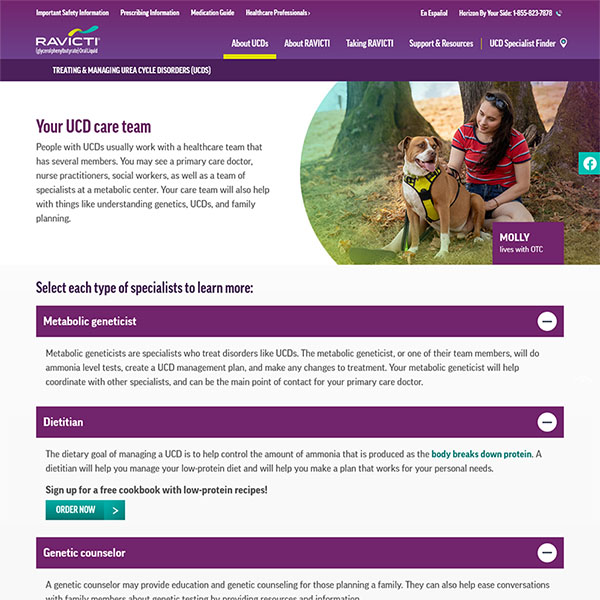 Important Safety Information Prescribing Information Medication Guide Healthcare Professionals › En Español Horizon By Your Side: 1-855-823-7878
RAVICTI
(glycerol phenylbutyrate) Oral Liquid
About UCDs About RAVICTI Taking RAVICTI Support & Resources UCD Specialist Finder
TREATING & MANAGING UREA CYCLE DISORDERS (UCDS)
Your UCD care team
People with UCDs usually work with a healthcare team that
has several members. You may see a primary care doctor,
nurse practitioners, social workers, as well as a team of
specialists at a metabolic center. Your care team will also help
with things like understanding genetics, UCDs, and family
planning.
MOLLY
lives with OTC
Select each type of specialists to learn more:
Metabolic geneticist
Metabolic geneticists are specialists who treat disorders like UCDs. The metabolic geneticist, or one of their team members, will do
ammonia level tests, create a UCD management plan, and make any changes to treatment. Your metabolic geneticist will help
coordinate with other specialists, and can be the main point of contact for your primary care doctor.
Dietitian
The dietary goal of managing a UCD is to help control the amount of ammonia that is produced as the body breaks down protein. A
dietitian will help you manage your low-protein diet and will help you make a plan that works for your personal needs.
Sign up for a free cookbook with low-protein recipes!
ORDER NOW >
Genetic counselor
A genetic counselor may provide education and genetic counseling for those planning a family. They can also help ease conversations
with family members about genetic testing by providing resources and information.